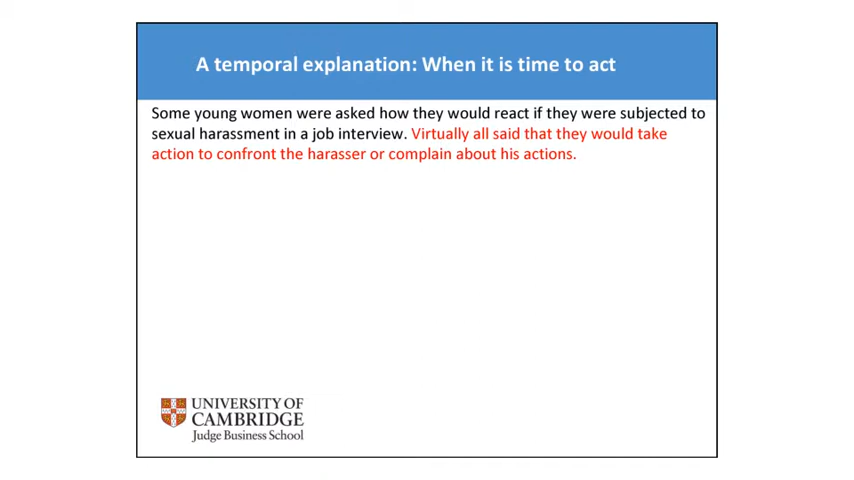 A temporal explanation: When it is time to act
Some young women were asked how they would react if they were subjected to
sexual harassment in a job interview. Virtually all said that they would take
action to confront the harasser or complain about his actions.
UNIVERSITY OF
CAMBRIDGE
Judge Business School